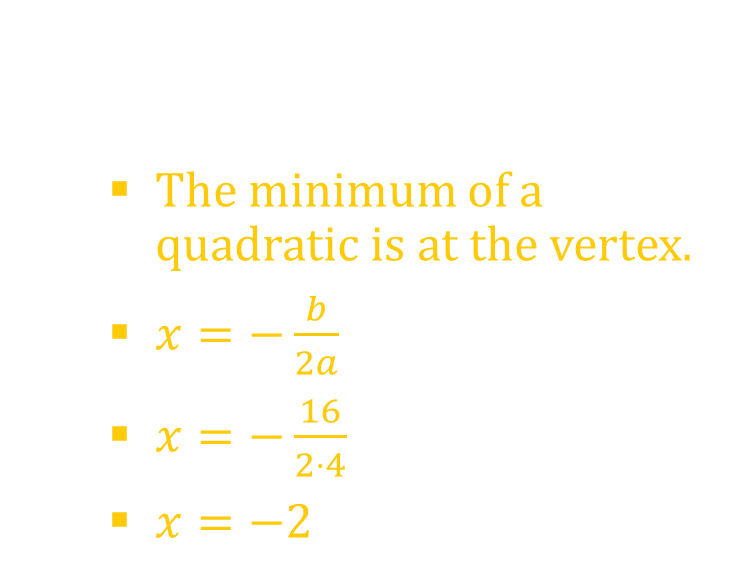 ▪ The minimum of a
quadratic is at the vertex.
▪ 𝑥 = −𝑏/2𝑎
▪ 𝑥 = −16/2·4
▪ 𝑥 = −2